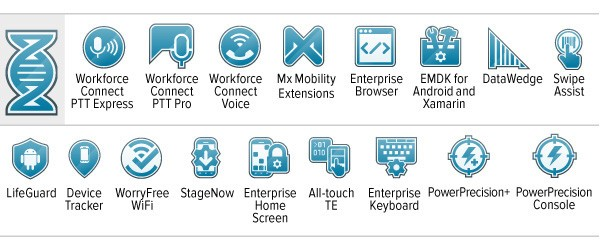 Workforce
Connect
PTT Express
Workforce
Connect
PTT Pro
Workforce
Connect
Voice
Mx Mobility
Extensions
Enterprise
Browser
EMDK for
Android and
Xamarin
DataWedge
Swipe
Assist
LifeGuard
Device
Tracker
WorryFree
WiFi
StageNow
Enterprise
Home
Screen
>01
010
All-touch
TE
Enterprise
Keyboard
PowerPrecision+
PowerPrecision
Console